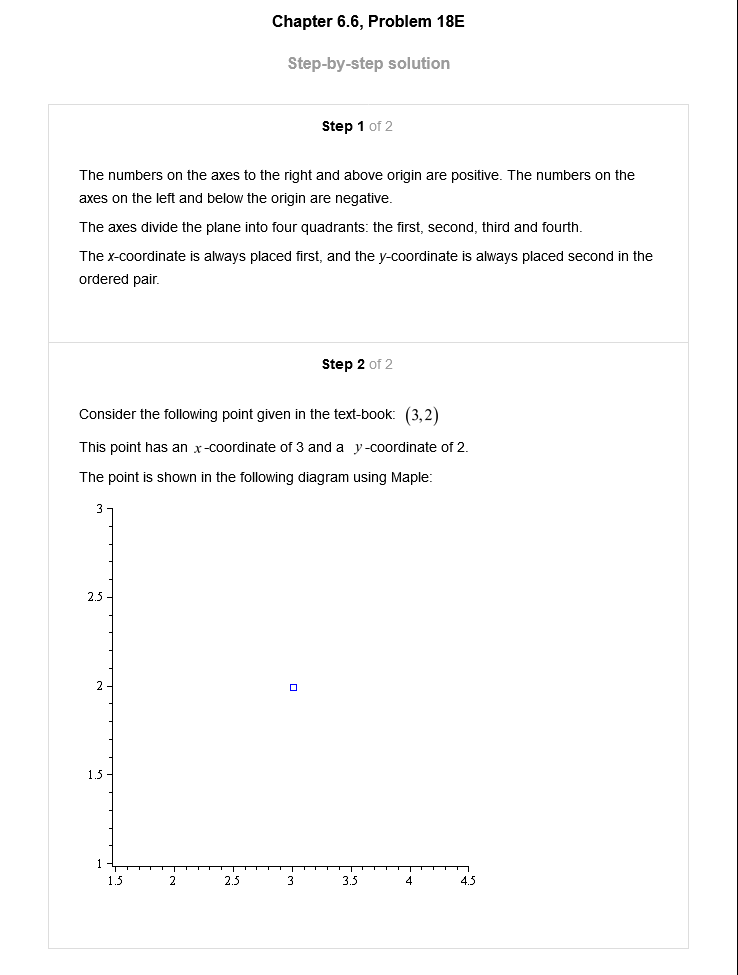 Chapter 6.6, Problem 18E
Step-by-step solution
Step 1 of 2
The numbers on the axes to the right and above origin are positive. The numbers on the
axes on the left and below the origin are negative.
The axes divide the plane into four quadrants: the first, second, third and fourth.
The x-coordinate is always placed first, and the y-coordinate is always placed second in the
ordered pair.
Step 2 of 2
Consider the following point given in the text-book: (3,2)
This point has an x-coordinate of 3 and a y-coordinate of 2.
The point is shown in the following diagram using Maple:
3
2.5
2
1.5
1
1.5 2 2.5 3 3.5 4 4.5